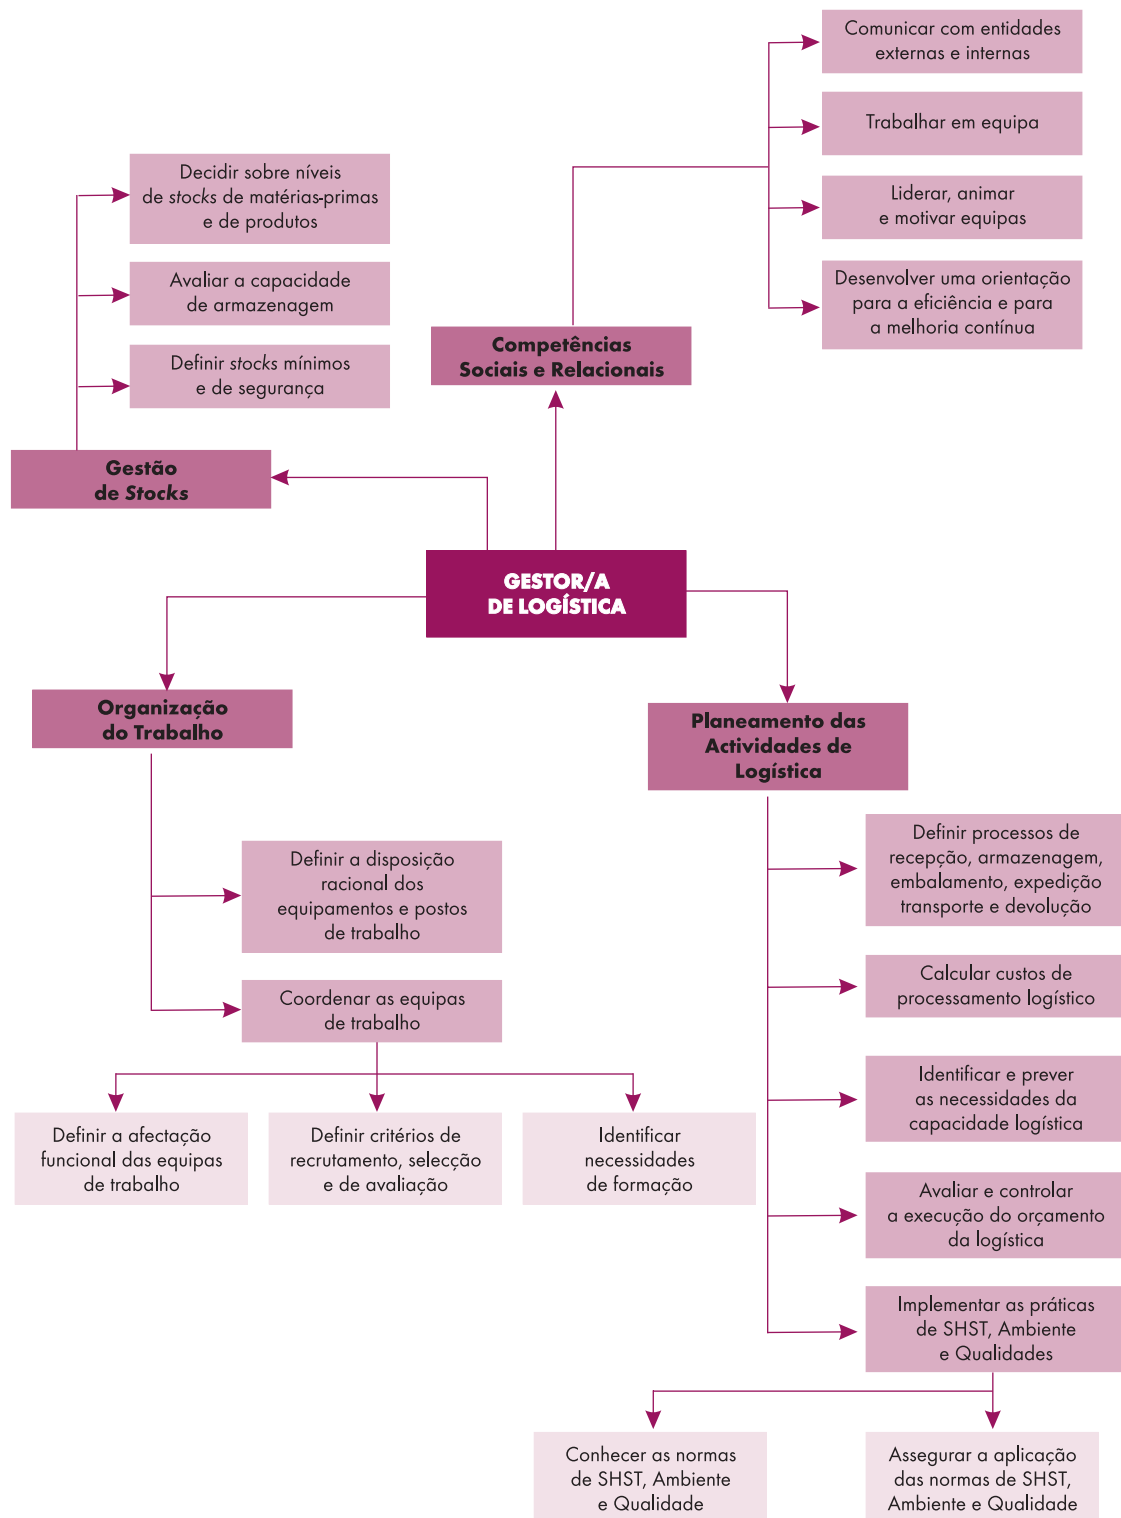 Comunicar com entidades
externas e internas
Trabalhar em equipa
Liderar, animar
e motivar equipas
Desenvolver uma orientação
para a eficiência e para
a melhoria contínua
Decidir sobre níveis
de stocks de matérias-primas
e de produtos
Avaliar a capacidade
de armazenagem
Definir stocks mínimos
e de segurança
Competências
Sociais e Relacionais
Gestão
de Stocks
GESTOR/A
DE LOGÍSTICA
Organização
do Trabalho
Planeamento das
Actividades de
Logística
Definir a disposição
racional dos
equipamentos e postos
de trabalho
Coordenar as equipas
de trabalho
Definir a afectação
funcional das equipas
de trabalho
Definir critérios de
recrutamento, selecção
e de avaliação
Identificar
necessidades
de formação
Definir processos de
recepção, armazenagem,
embalamento, expedição
transporte e devolução
Calcular custos de
processamento logístico
Identificar e prever
as necessidades da
capacidade logística
Avaliar e controlar
a execução do orçamento
da logística
Implementar as práticas
de SHST, Ambiente
e Qualidades
Conhecer as normas
de SHST, Ambiente
e Qualidade
Assegurar a aplicação
das normas de SHST,
Ambiente e Qualidade